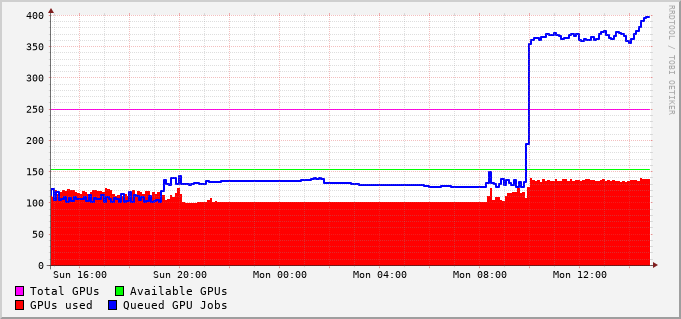 400
350
300
250
200
150
100
50
0
Sun 16:00 Sun 20:00 Mon 00:00 Mon 04:00 Mon 08:00 Mon 12:00
Total GPUs Available GPUs
GPUs used Queued GPU Jobs
RRDTOOL / TOBI OETIKER